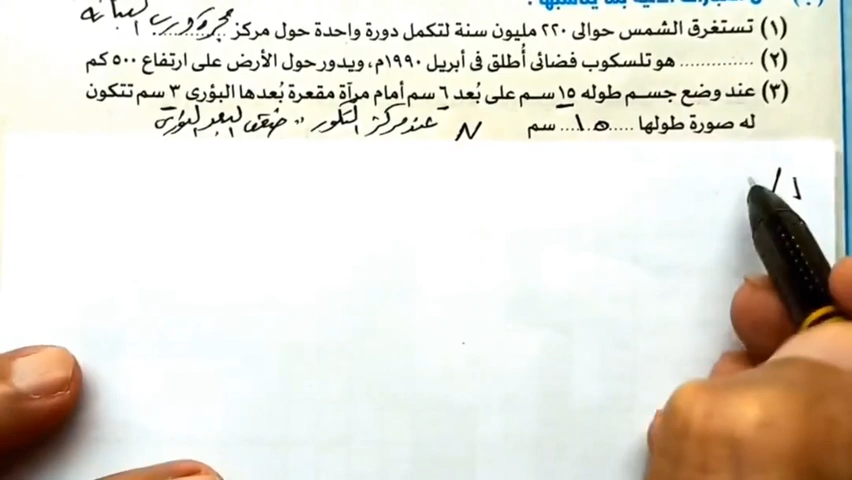 (١) تستغرق الشمس حوالى ٢٢٠ مليون سنة لتكمل دورة واحدة حول مركز مجرة درب التبانة
(٢) .............. هو تلسكوب فضائى أُطلق فى أبريل ١٩٩٠م، ويدور حول الأرض على ارتفاع ٥٠٠ كم
(٣) عند وضع جسم طوله ١٥ سم على بُعد ٦ سم أمام مرآة مقعرة بُعدها البؤرى ٣ سم تتكون
له صورة طولها ....١٥.... سم عند مركز التكور " ضعف البعد البؤرى